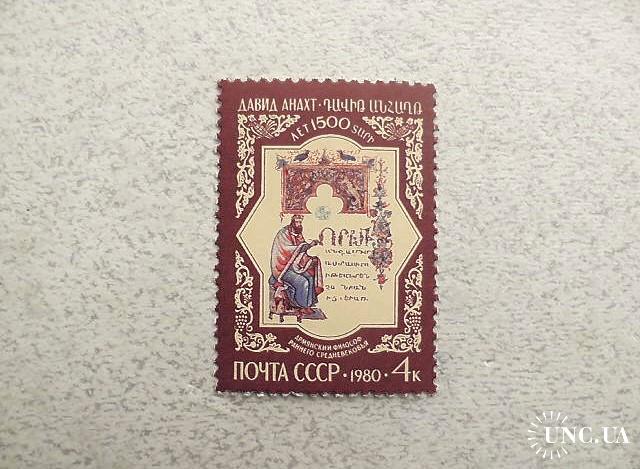 ДАВИД АНАХТ · ԴԱՎԻԹ ԱՆՀԱՂԹ
ЛЕТ 1500 ՏԱՐԻ
АРМЯНСКИЙ ФИЛОСОФ
РАННЕГО СРЕДНЕВЕКОВЬЯ
ПОЧТА СССР · 1980 · 4к
UNC.UA